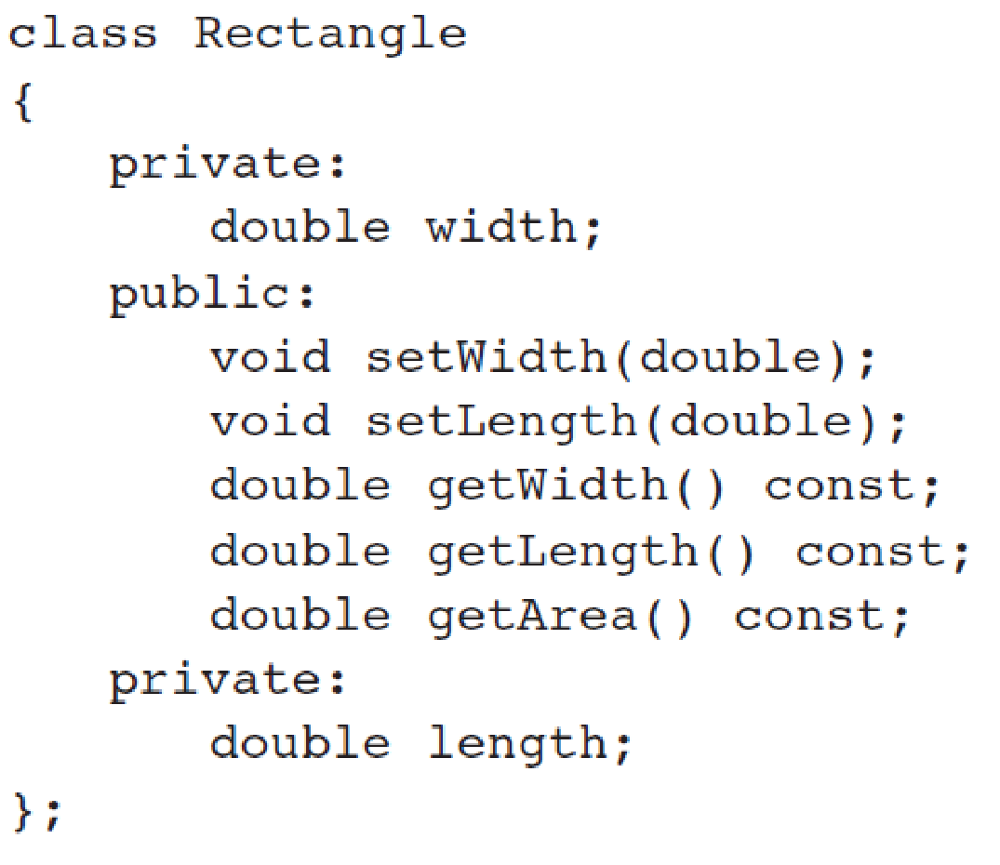 class Rectangle
{
    private:
        double width;
    public:
        void setWidth(double);
        void setLength(double);
        double getWidth() const;
        double getLength() const;
        double getArea() const;
    private:
        double length;
};